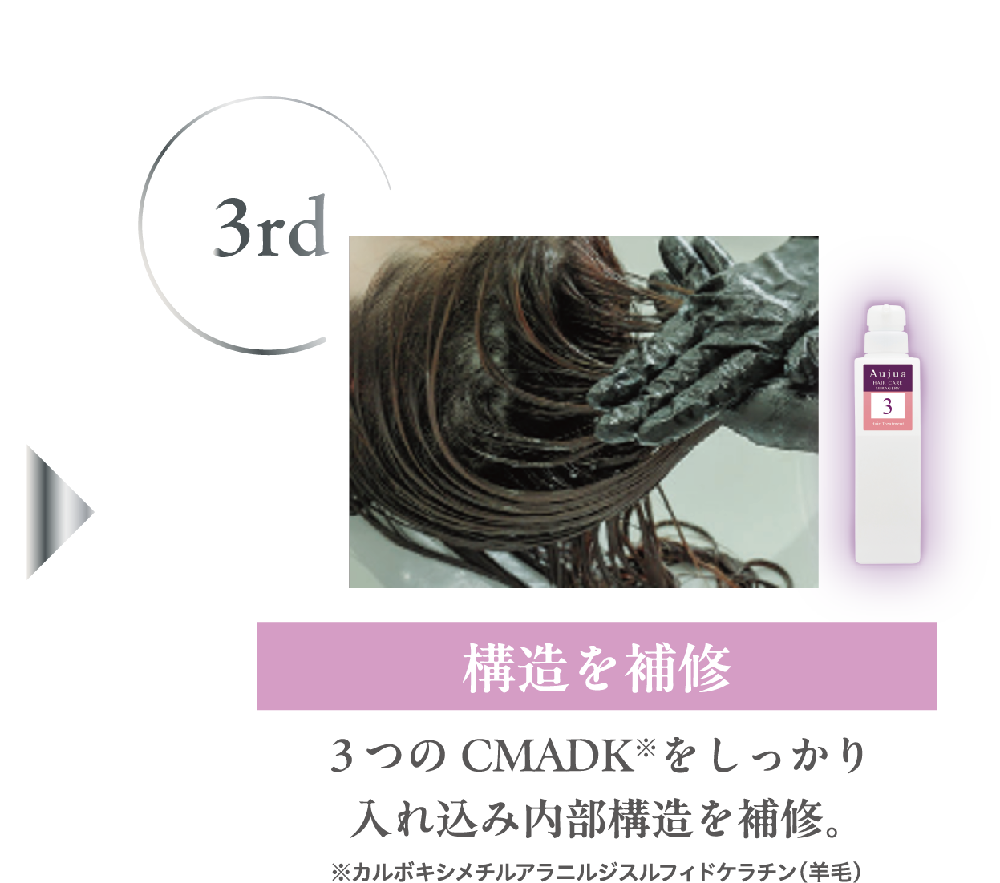 3rd
Aujua
HAIR CARE
MIRAGERY
3
Hair Treatment
構造を補修
3つのCMADK※をしっかり
入れ込み内部構造を補修。
※カルボキシメチルアラニルジスルフィドケラチン（羊毛）